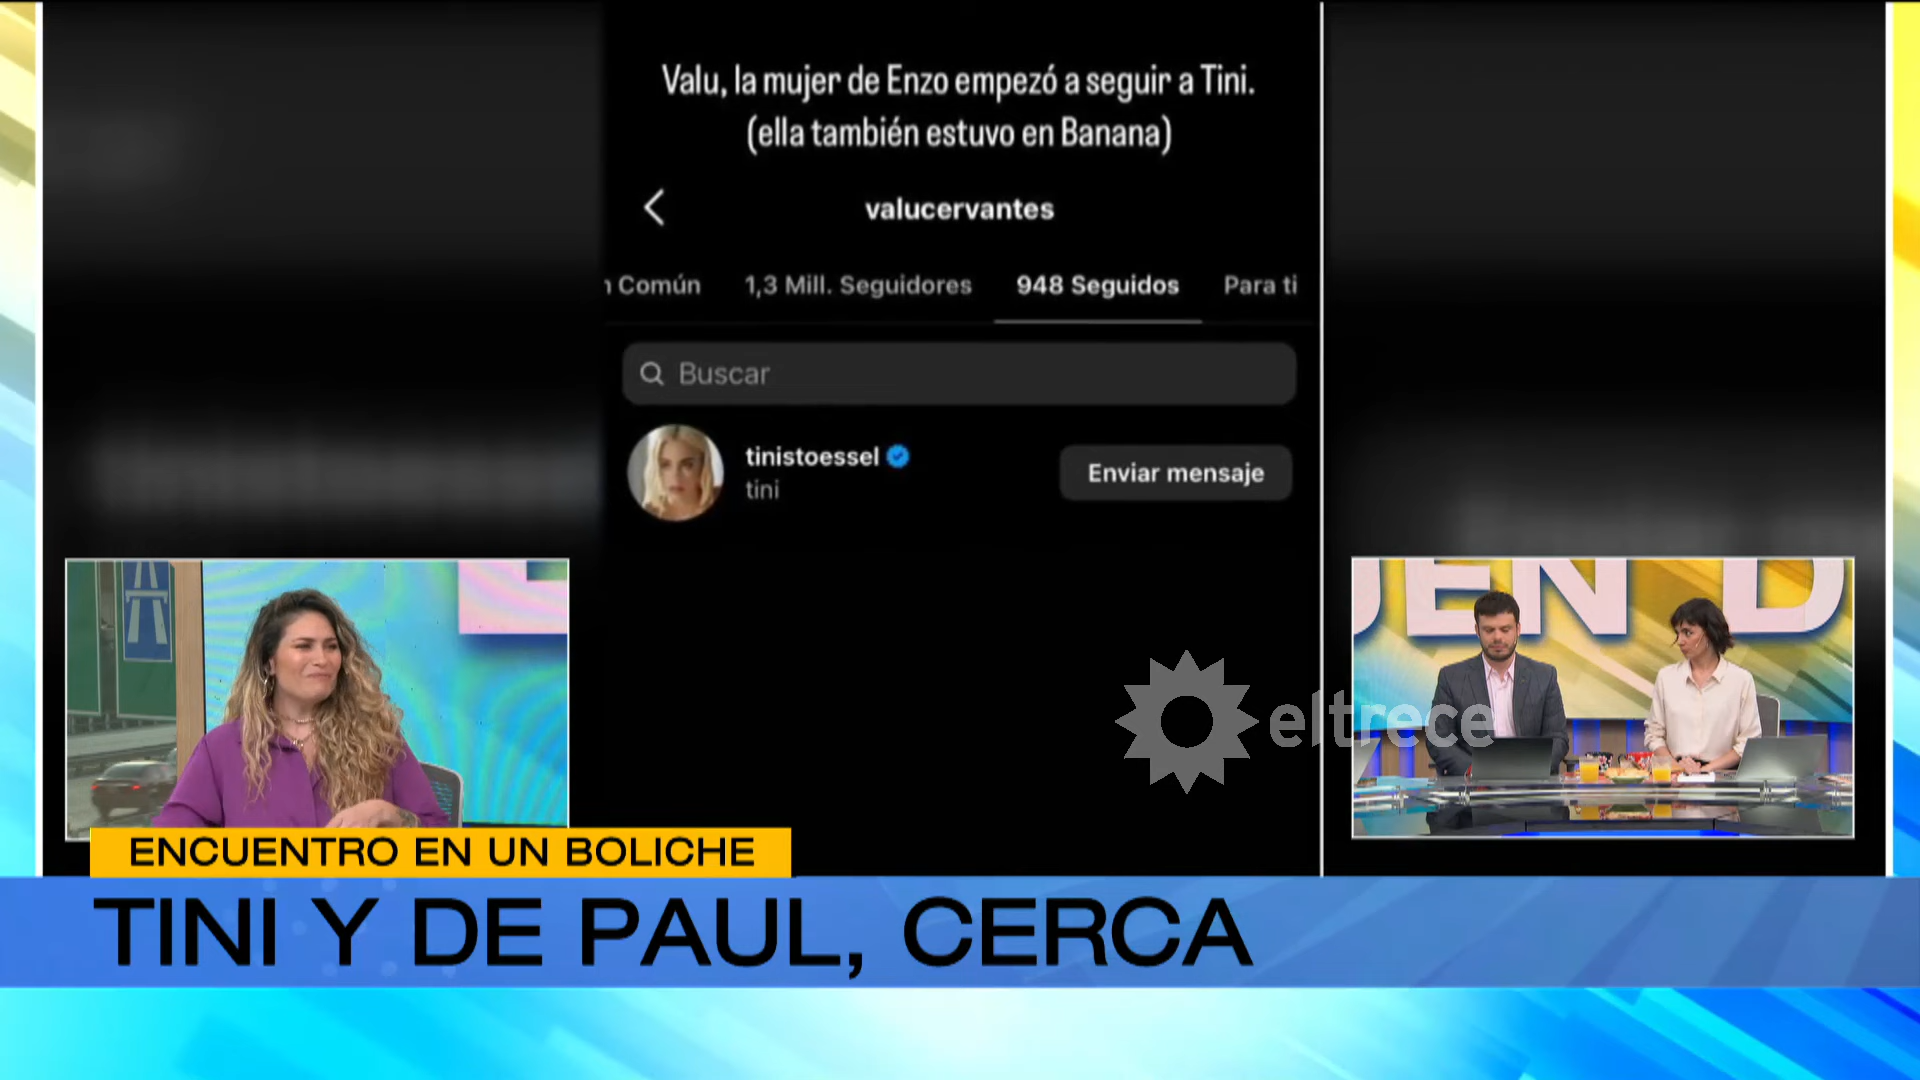 Valu, la mujer de Enzo empezó a seguir a Tini.
(ella también estuvo en Banana)
valucervantes
n Común
1,3 Mill. Seguidores
948 Seguidos
Para ti
Buscar
tinistoessel
tini
Enviar mensaje
UEN D
eltrece
ENCUENTRO EN UN BOLICHE
TINI Y DE PAUL, CERCA